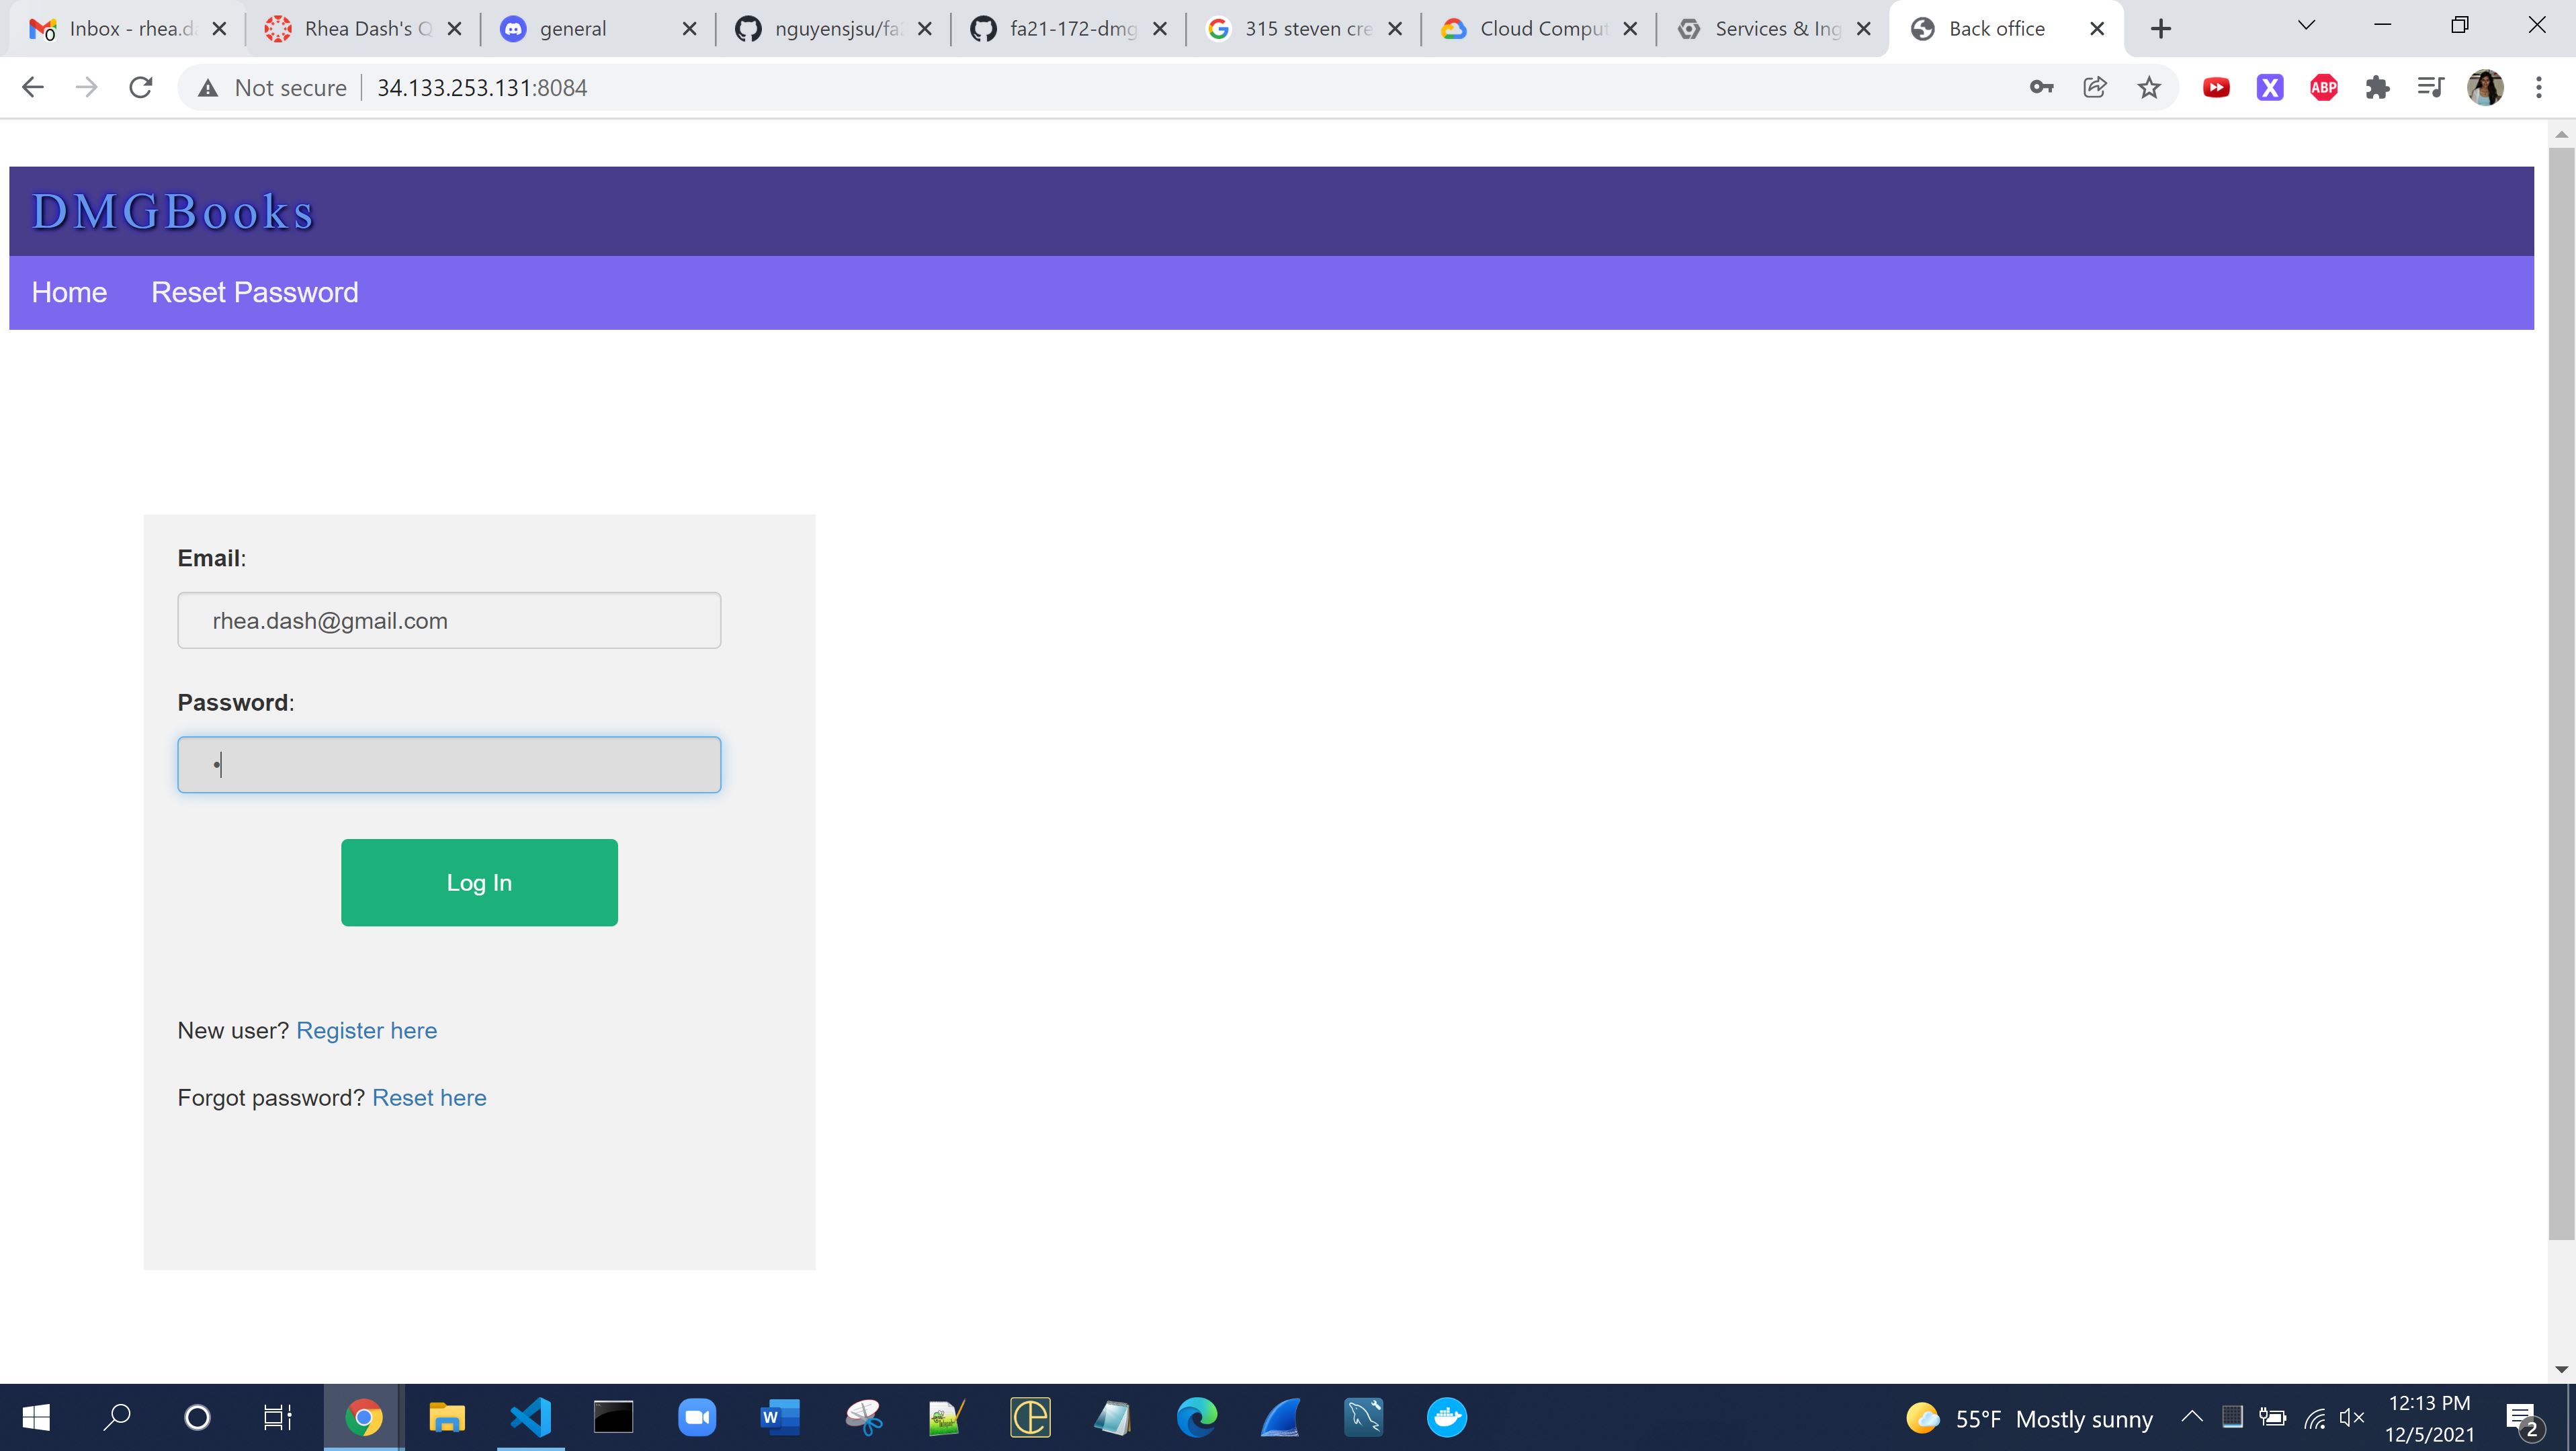 Inbox - rhea.d
Rhea Dash's Q
general
nguyensjsu/fa
fa21-172-dmg
315 steven cre
Cloud Comput
Services & Ing
Back office
Not secure 34.133.253.131:8084
ABP
DMGBooks
Home Reset Password
Email:
rhea.dash@gmail.com
Password:
•
Log In
New user? Register here
Forgot password? Reset here
55°F Mostly sunny
12:13 PM
12/5/2021
2